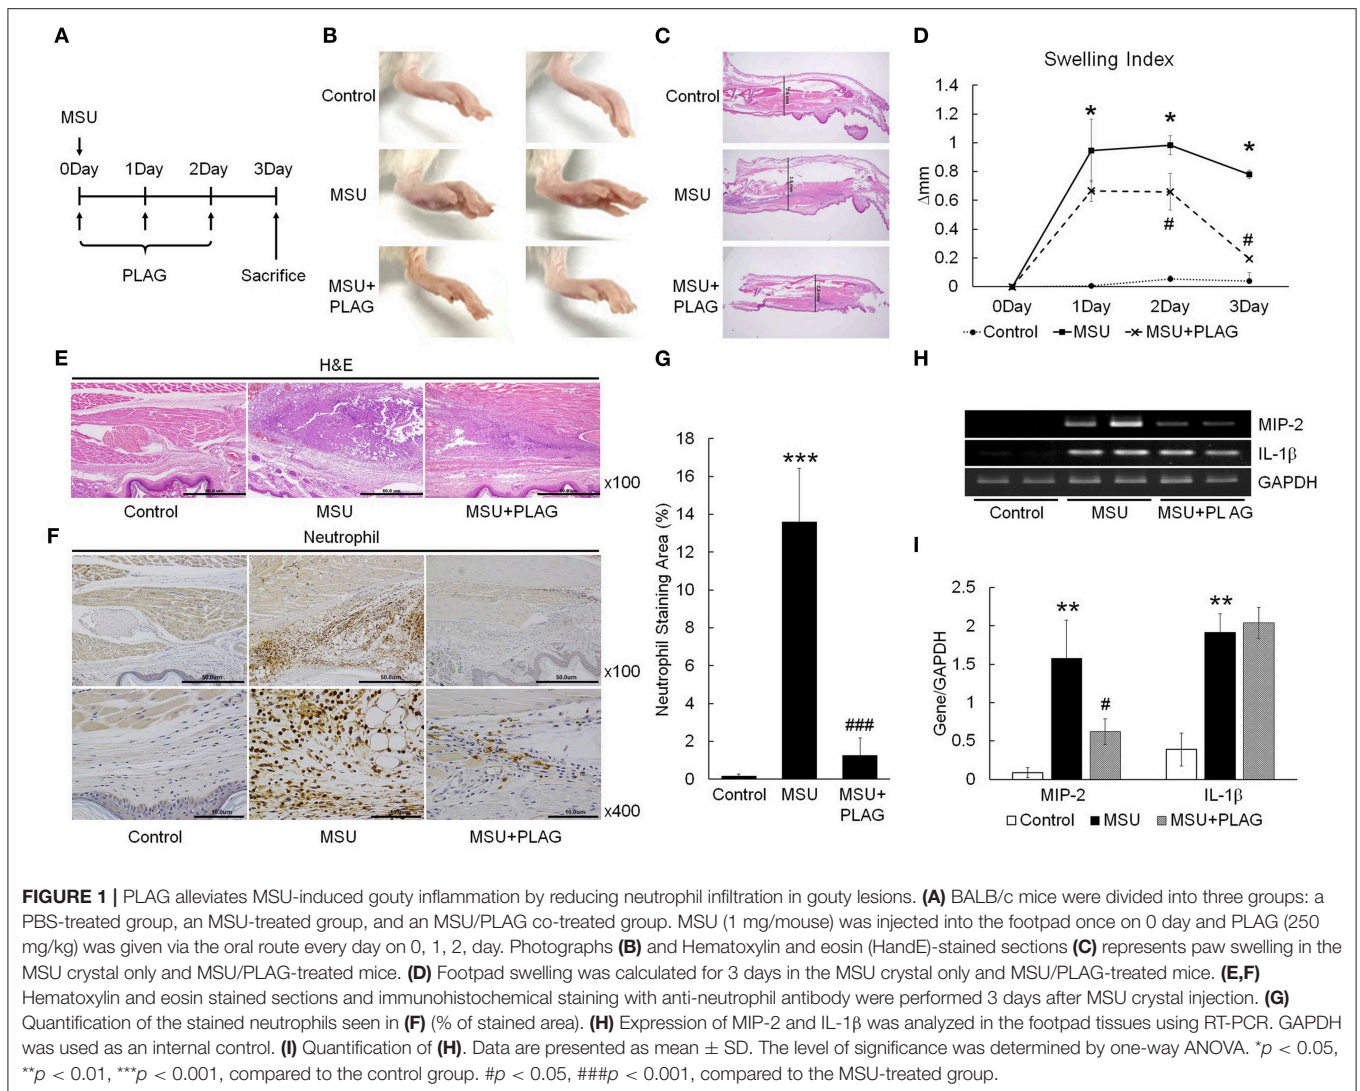 A
MSU
0Day 1Day 2Day 3Day
PLAG
Sacrifice
B
Control
MSU
MSU+
PLAG
C
Control
MSU
MSU+
PLAG
D
Swelling Index
1.4
1.2
1
0.8
0.6
0.4
0.2
0
Δmm
*
*
*
#
#
0Day 1Day 2Day 3Day
Control MSU MSU+PLAG
E
H&E
x100
Control MSU MSU+PLAG
F
Neutrophil
50.0um 50.0um 50.0um
x100
10.0um 10.0um 10.0um
x400
Control MSU MSU+PLAG
G
Neutrophil Staining Area (%)
18
16
14
12
10
8
6
4
2
0
***
###
Control MSU MSU+
PLAG
H
MIP-2
IL-1β
GAPDH
Control MSU MSU+PLAG
I
Gene/GAPDH
2.5
2
1.5
1
0.5
0
**
#
**
MIP-2 IL-1β
Control MSU MSU+PLAG
FIGURE 1 | PLAG alleviates MSU-induced gouty inflammation by reducing neutrophil infiltration in gouty lesions. (A) BALB/c mice were divided into three groups: a
PBS-treated group, an MSU-treated group, and an MSU/PLAG co-treated group. MSU (1 mg/mouse) was injected into the footpad once on 0 day and PLAG (250
mg/kg) was given via the oral route every day on 0, 1, 2, day. Photographs (B) and Hematoxylin and eosin (HandE)-stained sections (C) represents paw swelling in the
MSU crystal only and MSU/PLAG-treated mice. (D) Footpad swelling was calculated for 3 days in the MSU crystal only and MSU/PLAG-treated mice. (E,F)
Hematoxylin and eosin stained sections and immunohistochemical staining with anti-neutrophil antibody were performed 3 days after MSU crystal injection. (G)
Quantification of the stained neutrophils seen in (F) (% of stained area). (H) Expression of MIP-2 and IL-1β was analyzed in the footpad tissues using RT-PCR. GAPDH
was used as an internal control. (I) Quantification of (H). Data are presented as mean ± SD. The level of significance was determined by one-way ANOVA. *p < 0.05,
**p < 0.01, ***p < 0.001, compared to the control group. #p < 0.05, ###p < 0.001, compared to the MSU-treated group.